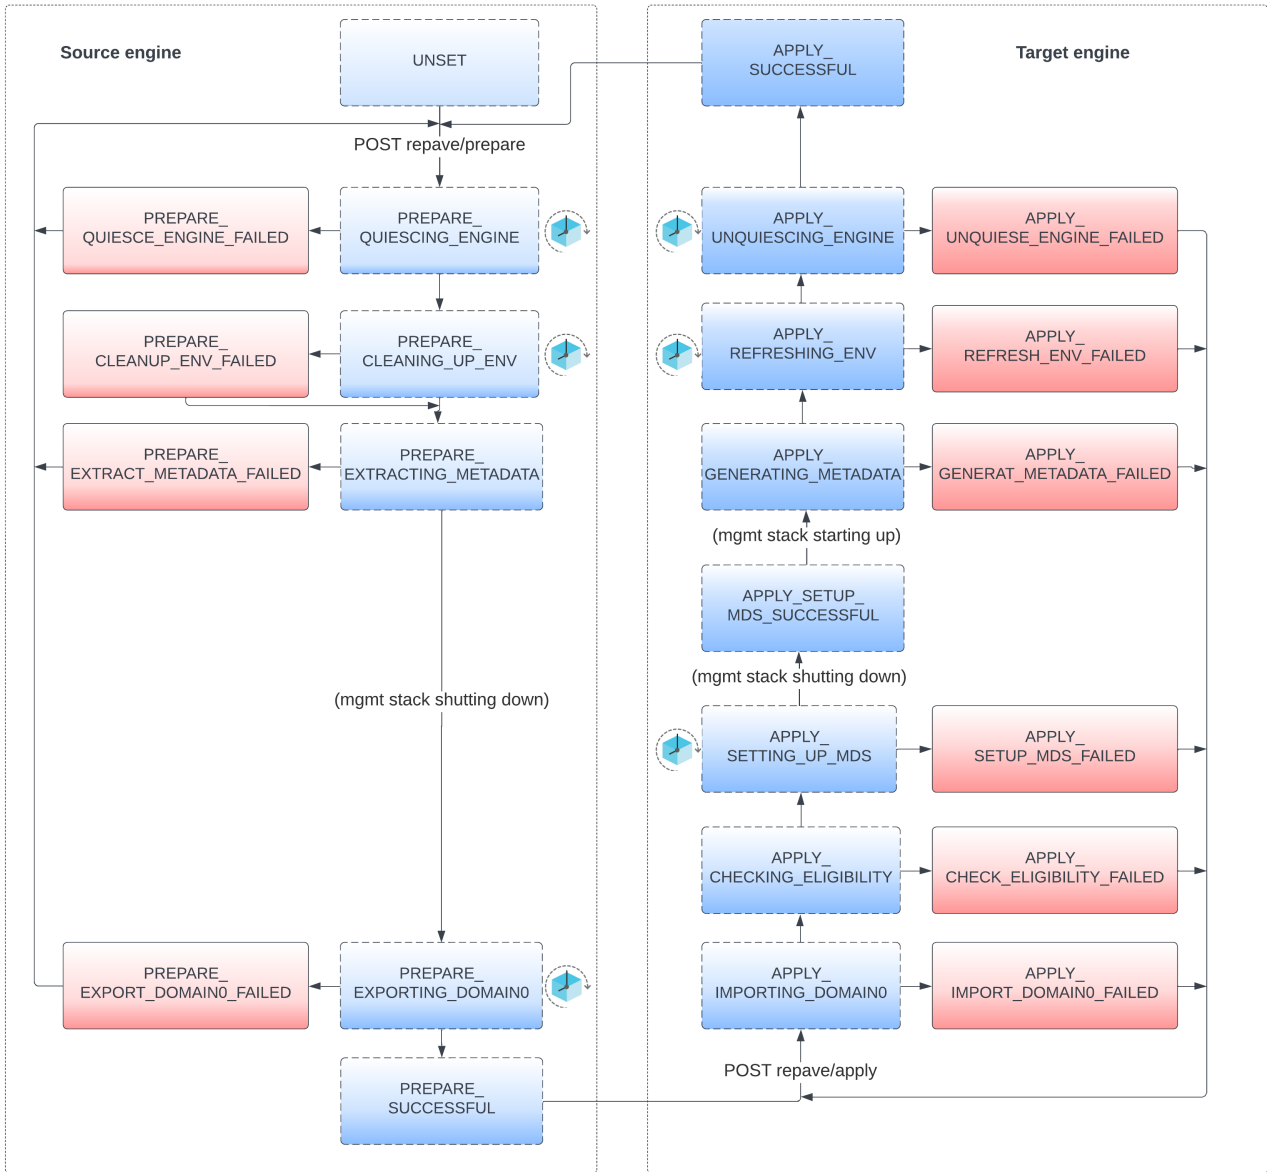 Source engine
UNSET
POST repave/prepare
PREPARE_
QUIESCE_ENGINE_FAILED
PREPARE_
QUIESCING_ENGINE
PREPARE_
CLEANUP_ENV_FAILED
PREPARE_
CLEANING_UP_ENV
PREPARE_
EXTRACT_METADATA_FAILED
PREPARE_
EXTRACTING_METADATA
(mgmt stack shutting down)
PREPARE_
EXPORT_DOMAIN0_FAILED
PREPARE_
EXPORTING_DOMAIN0
PREPARE_
SUCCESSFUL
Target engine
APPLY_
SUCCESSFUL
APPLY_
UNQUIESCING_ENGINE
APPLY_
UNQUIESE_ENGINE_FAILED
APPLY_
REFRESHING_ENV
APPLY_
REFRESH_ENV_FAILED
APPLY_
GENERATING_METADATA
APPLY_
GENERAT_METADATA_FAILED
(mgmt stack starting up)
APPLY_SETUP_
MDS_SUCCESSFUL
(mgmt stack shutting down)
APPLY_
SETTING_UP_MDS
APPLY_
SETUP_MDS_FAILED
APPLY_
CHECKING_ELIGIBILITY
APPLY_
CHECK_ELIGIBILITY_FAILED
APPLY_
IMPORTING_DOMAIN0
APPLY_
IMPORT_DOMAIN0_FAILED
POST repave/apply